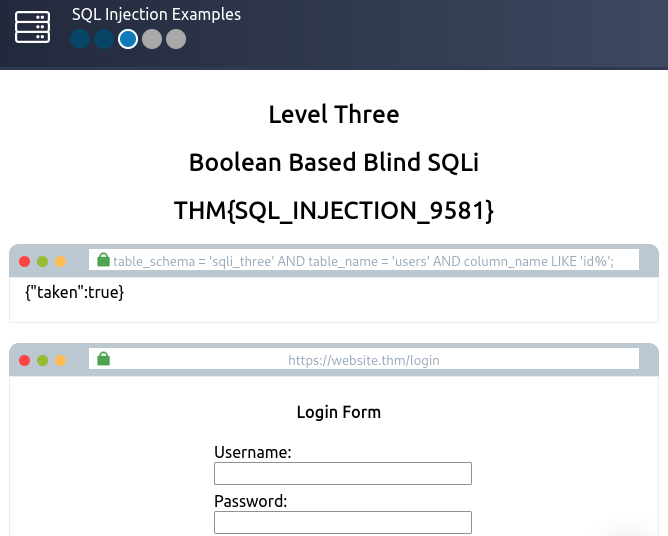 SQL Injection Examples
Level Three
Boolean Based Blind SQLi
THM{SQL_INJECTION_9581}
table_schema = 'sqli_three' AND table_name = 'users' AND column_name LIKE 'id%';
{"taken":true}
https://website.thm/login
Login Form
Username:
Password: